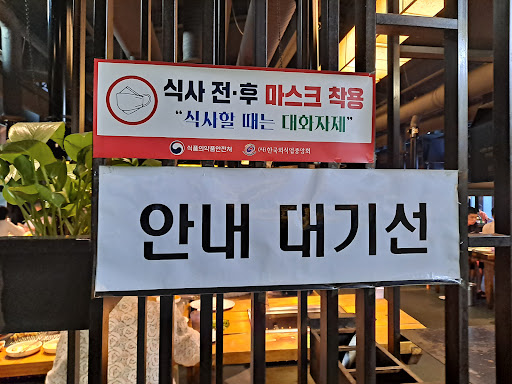 식사 전·후 마스크 착용
"식사할 때는 대화자제"
식품의약품안전처 (사)한국외식업중앙회
안내 대기선